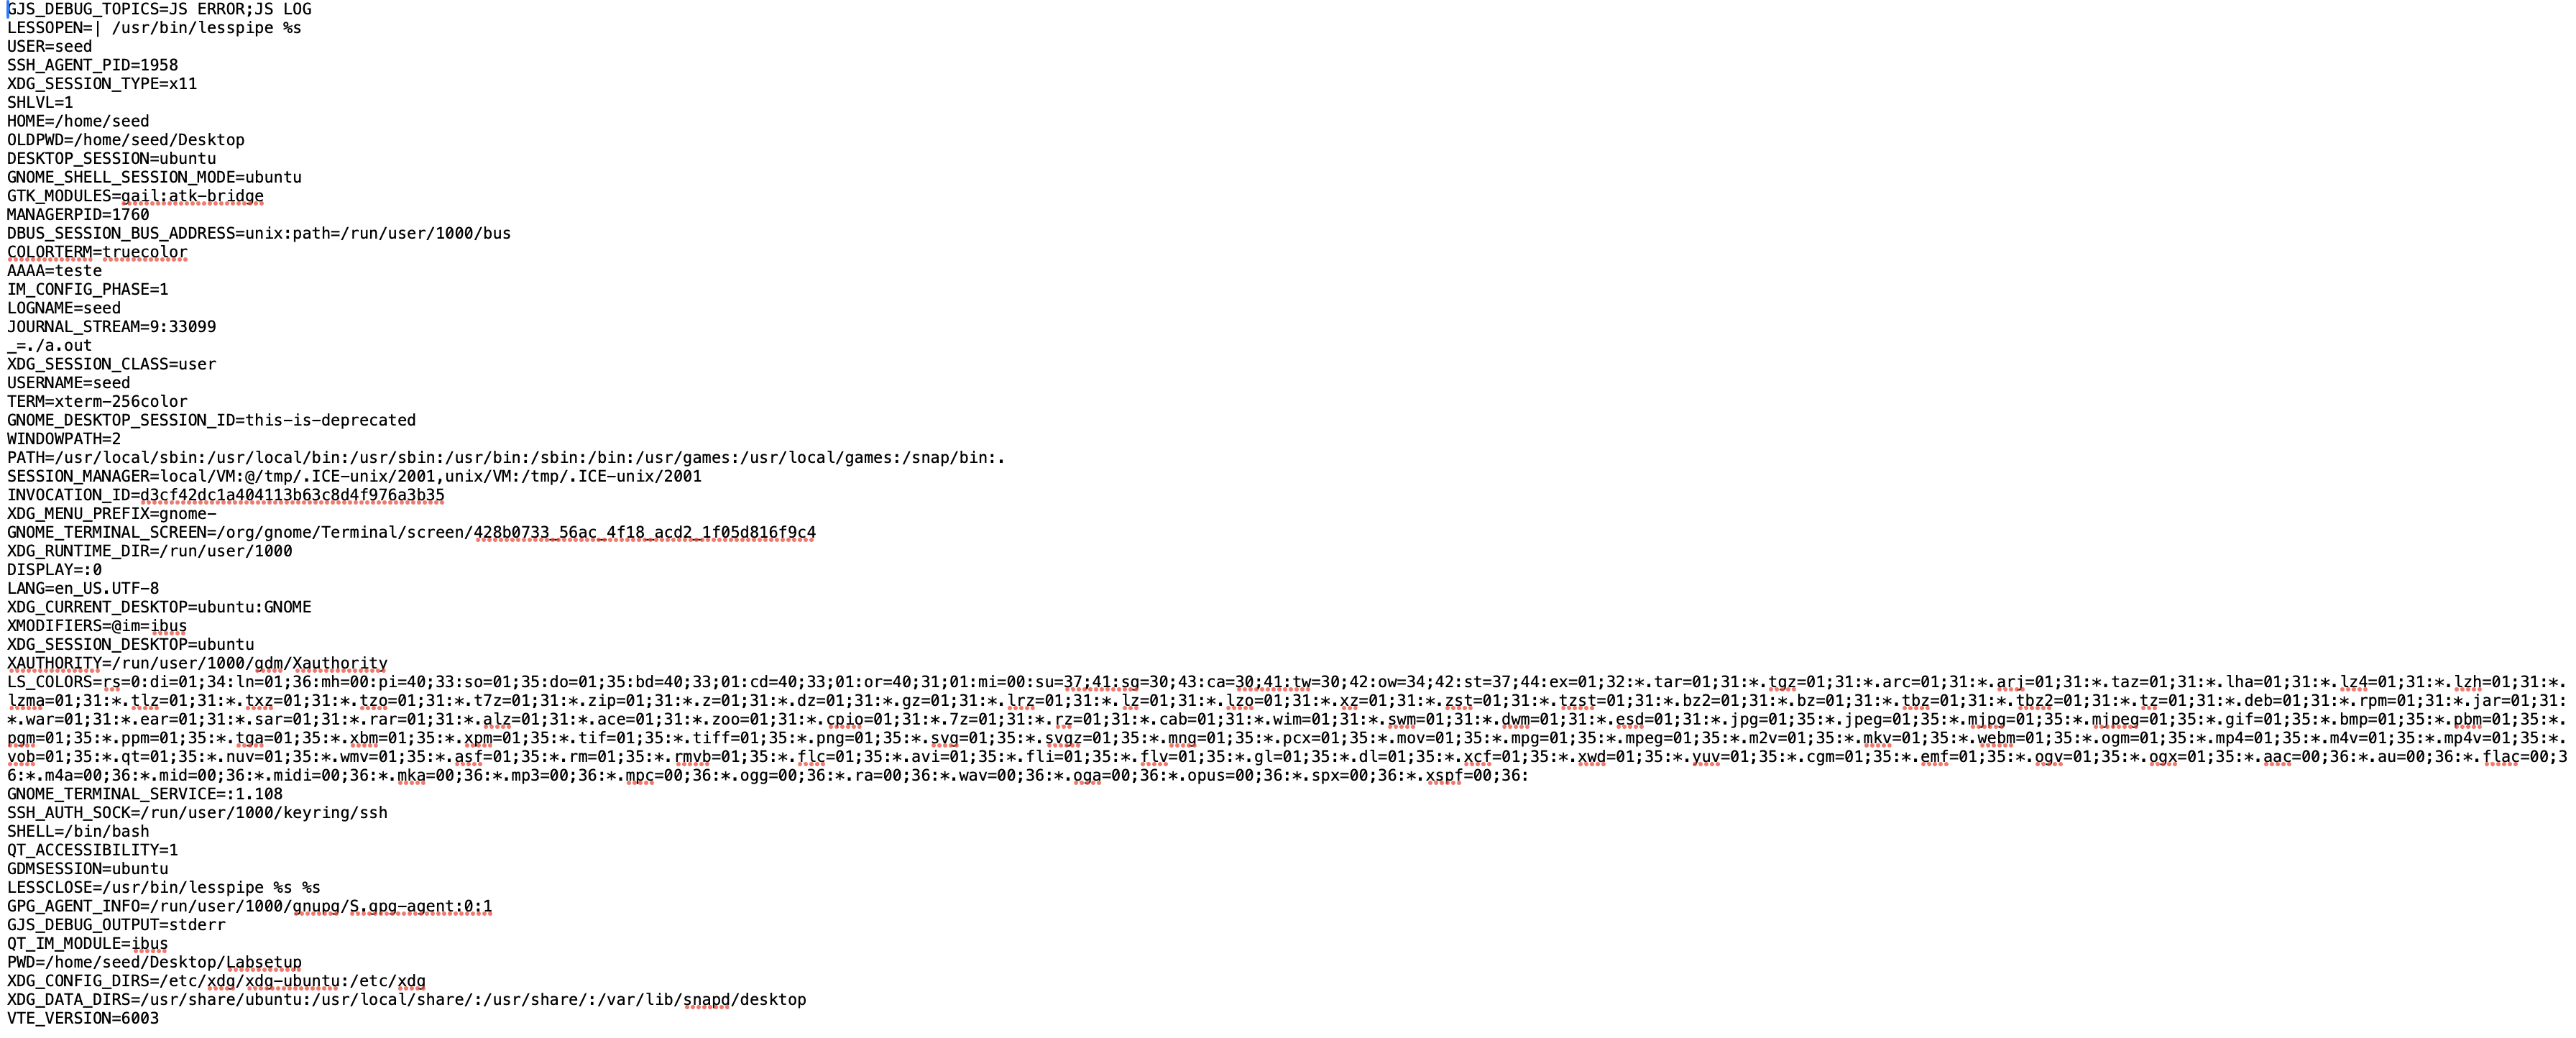 GJS_DEBUG_TOPICS=JS ERROR;JS LOG
LESSOPEN=| /usr/bin/lesspipe %s
USER=seed
SSH_AGENT_PID=1958
XDG_SESSION_TYPE=x11
SHLVL=1
HOME=/home/seed
OLDPWD=/home/seed/Desktop
DESKTOP_SESSION=ubuntu
GNOME_SHELL_SESSION_MODE=ubuntu
GTK_MODULES=gail:atk-bridge
MANAGERPID=1760
DBUS_SESSION_BUS_ADDRESS=unix:path=/run/user/1000/bus
COLORTERM=truecolor
AAAA=teste
IM_CONFIG_PHASE=1
LOGNAME=seed
JOURNAL_STREAM=9:33099
_=./a.out
XDG_SESSION_CLASS=user
USERNAME=seed
TERM=xterm-256color
GNOME_DESKTOP_SESSION_ID=this-is-deprecated
WINDOWPATH=2
PATH=/usr/local/sbin:/usr/local/bin:/usr/sbin:/usr/bin:/sbin:/bin:/usr/games:/usr/local/games:/snap/bin:.
SESSION_MANAGER=local/VM:@/tmp/.ICE-unix/2001,unix/VM:/tmp/.ICE-unix/2001
INVOCATION_ID=d3cf42dc1a404113b63c8d4f976a3b35
XDG_MENU_PREFIX=gnome-
GNOME_TERMINAL_SCREEN=/org/gnome/Terminal/screen/428b0733_56ac_4f18_acd2_1f05d816f9c4
XDG_RUNTIME_DIR=/run/user/1000
DISPLAY=:0
LANG=en_US.UTF-8
XDG_CURRENT_DESKTOP=ubuntu:GNOME
XMODIFIERS=@im=ibus
XDG_SESSION_DESKTOP=ubuntu
XAUTHORITY=/run/user/1000/gdm/Xauthority
LS_COLORS=rs=0:di=01;34:ln=01;36:mh=00:pi=40;33:so=01;35:do=01;35:bd=40;33;01:cd=40;33;01:or=40;31;01:mi=00:su=37;41:sg=30;43:ca=30;41:tw=30;42:ow=34;42:st=37;44:ex=01;32:*.tar=01;31:*.tgz=01;31:*.arc=01;31:*.arj=01;31:*.taz=01;31:*.lha=01;31:*.lz4=01;31:*.lzh=01;31:*.
lzma=01;31:*.tlz=01;31:*.txz=01;31:*.tzo=01;31:*.t7z=01;31:*.zip=01;31:*.z=01;31:*.dz=01;31:*.gz=01;31:*.lrz=01;31:*.lz=01;31:*.lzo=01;31:*.xz=01;31:*.zst=01;31:*.tzst=01;31:*.bz2=01;31:*.bz=01;31:*.tbz=01;31:*.tbz2=01;31:*.tz=01;31:*.deb=01;31:*.rpm=01;31:*.jar=01;31:
*.war=01;31:*.ear=01;31:*.sar=01;31:*.rar=01;31:*.alz=01;31:*.ace=01;31:*.zoo=01;31:*.cpio=01;31:*.7z=01;31:*.rz=01;31:*.cab=01;31:*.wim=01;31:*.swm=01;31:*.dwm=01;31:*.esd=01;31:*.jpg=01;35:*.jpeg=01;35:*.mjpg=01;35:*.mjpeg=01;35:*.gif=01;35:*.bmp=01;35:*.pbm=01;35:*.
pgm=01;35:*.ppm=01;35:*.tga=01;35:*.xbm=01;35:*.xpm=01;35:*.tif=01;35:*.tiff=01;35:*.png=01;35:*.svg=01;35:*.svgz=01;35:*.mng=01;35:*.pcx=01;35:*.mov=01;35:*.mpg=01;35:*.mpeg=01;35:*.m2v=01;35:*.mkv=01;35:*.webm=01;35:*.ogm=01;35:*.mp4=01;35:*.m4v=01;35:*.mp4v=01;35:*.
vob=01;35:*.qt=01;35:*.nuv=01;35:*.wmv=01;35:*.asf=01;35:*.rm=01;35:*.rmvb=01;35:*.flc=01;35:*.avi=01;35:*.fli=01;35:*.flv=01;35:*.gl=01;35:*.dl=01;35:*.xcf=01;35:*.xwd=01;35:*.yuv=01;35:*.cgm=01;35:*.emf=01;35:*.ogv=01;35:*.ogx=01;35:*.aac=00;36:*.au=00;36:*.flac=00;3
6:*.m4a=00;36:*.mid=00;36:*.midi=00;36:*.mka=00;36:*.mp3=00;36:*.mpc=00;36:*.ogg=00;36:*.ra=00;36:*.wav=00;36:*.oga=00;36:*.opus=00;36:*.spx=00;36:*.xspf=00;36:
GNOME_TERMINAL_SERVICE=:1.108
SSH_AUTH_SOCK=/run/user/1000/keyring/ssh
SHELL=/bin/bash
QT_ACCESSIBILITY=1
GDMSESSION=ubuntu
LESSCLOSE=/usr/bin/lesspipe %s %s
GPG_AGENT_INFO=/run/user/1000/gnupg/S.gpg-agent:0:1
GJS_DEBUG_OUTPUT=stderr
QT_IM_MODULE=ibus
PWD=/home/seed/Desktop/Labsetup
XDG_CONFIG_DIRS=/etc/xdg/xdg-ubuntu:/etc/xdg
XDG_DATA_DIRS=/usr/share/ubuntu:/usr/local/share/:/usr/share/:/var/lib/snapd/desktop
VTE_VERSION=6003